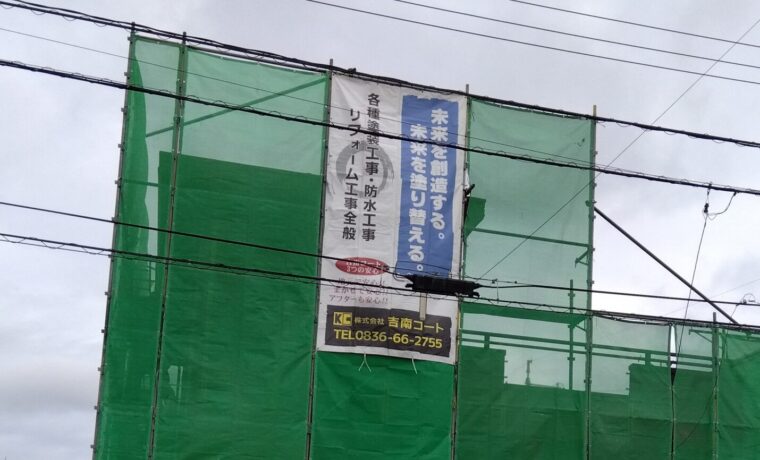 未来を創造する。
未来を塗り替える。
各種塗装工事・防水工事
リフォーム工事全般
3つの安心
アフターも安心!!
KC 株式会社 吉南コート
TEL0836-66-2755